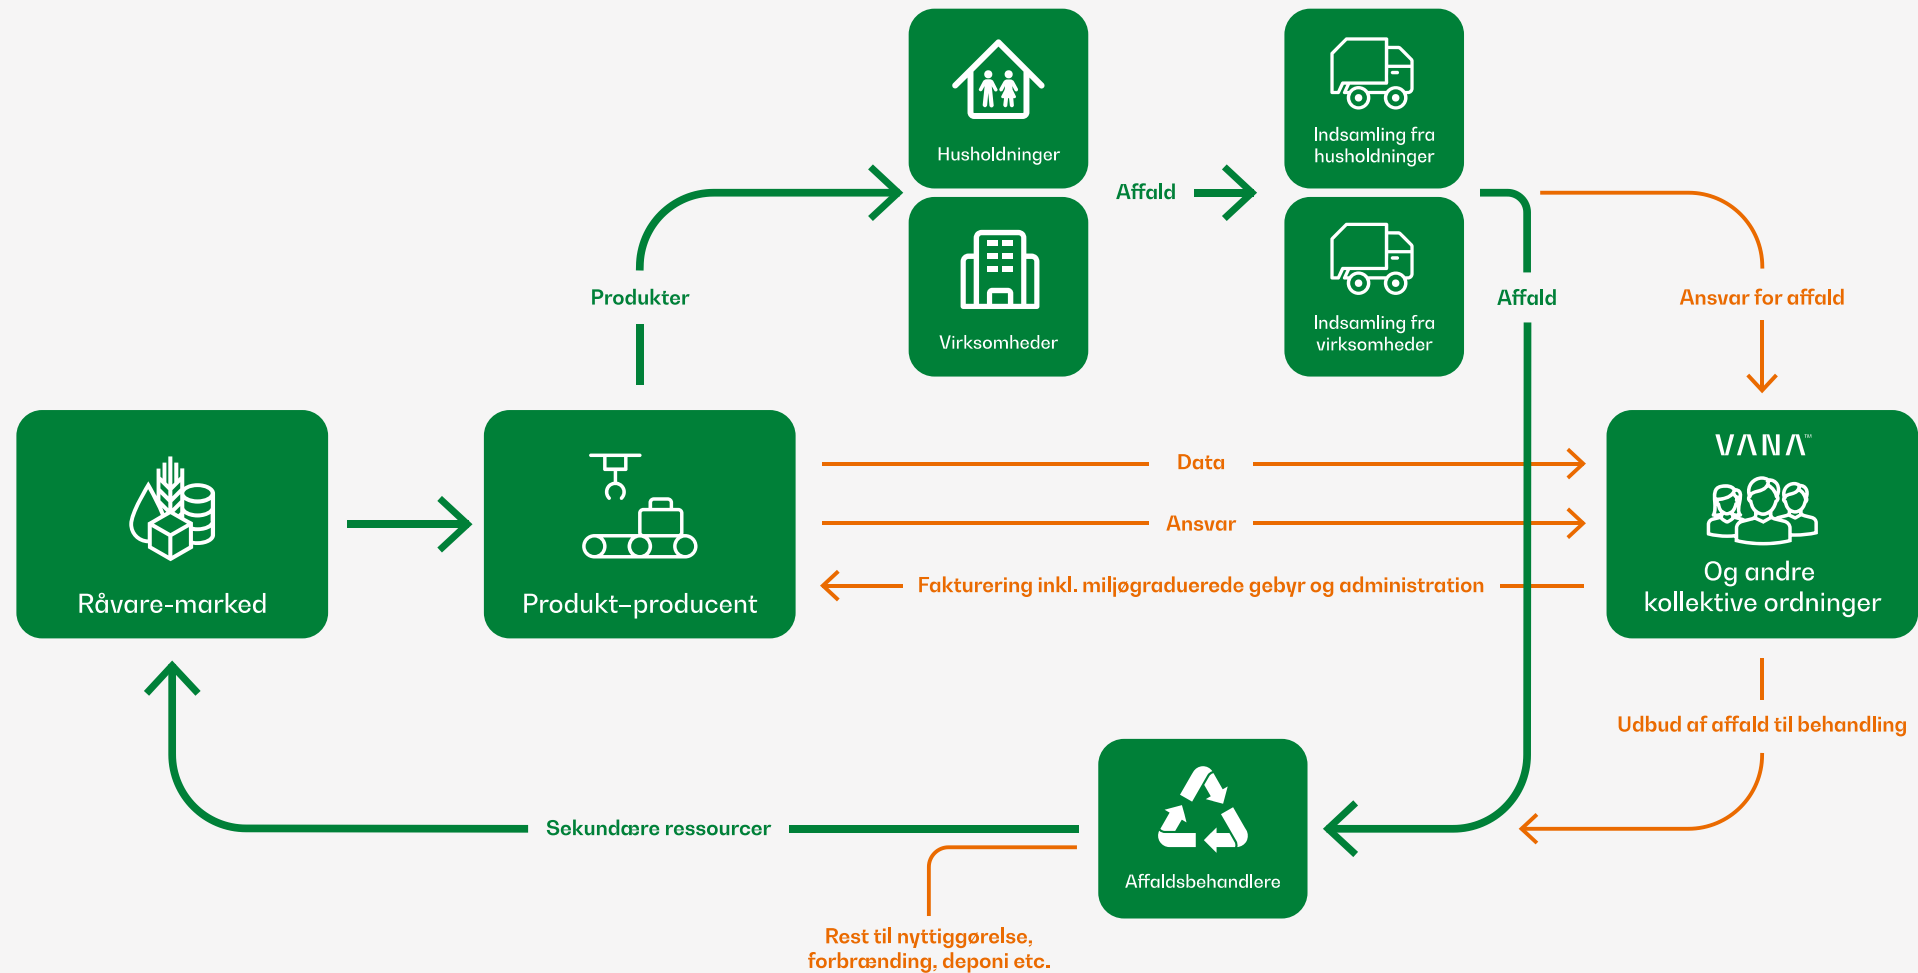 Husholdninger
Virksomheder
Affald
Indsamling fra
husholdninger
Indsamling fra
virksomheder
Produkter
Affald
Ansvar for affald
Råvare-marked
Produkt–producent
Data
Ansvar
Fakturering inkl. miljøgraduerede gebyr og administration
VANA™
Og andre
kollektive ordninger
Udbud af affald til behandling
Sekundære ressourcer
Affaldsbehandlere
Rest til nyttiggørelse,
forbrænding, deponi etc.